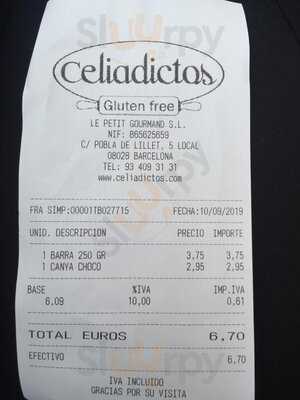 Celiadictos
Gluten free
LE PETIT GOURMAND S.L.
NIF: B65625659
C/ POBLA DE LILLET, 5 LOCAL
08028 BARCELONA
TEL: 93 409 31 31
www.celiadictos.com
FRA SIMP:00001TB027715 FECHA:10/09/2019
UNID. DESCRIPCION PRECIO IMPORTE
1 BARRA 250 GR 3,75 3,75
1 CANYA CHOCO 2,95 2,95
BASE %IVA IMP.IVA
6.09 10,00 0.61
TOTAL EUROS 6,70
EFECTIVO 6,70
IVA INCLUIDO
GRACIAS POR SU VISITA
Slurpy